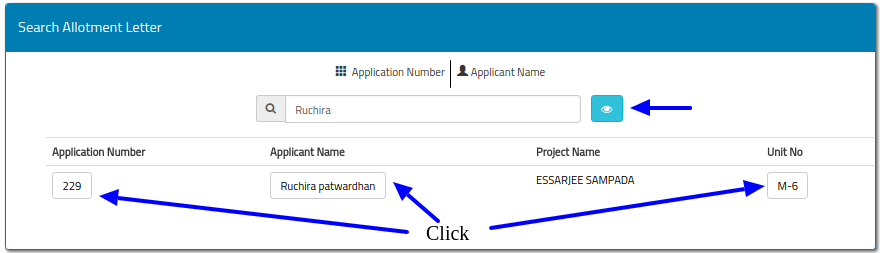 Search Allotment Letter
Application Number Applicant Name
Ruchira
Application Number Applicant Name Project Name Unit No
229 Ruchira patwardhan ESSARJEE SAMPADA M-6
Click